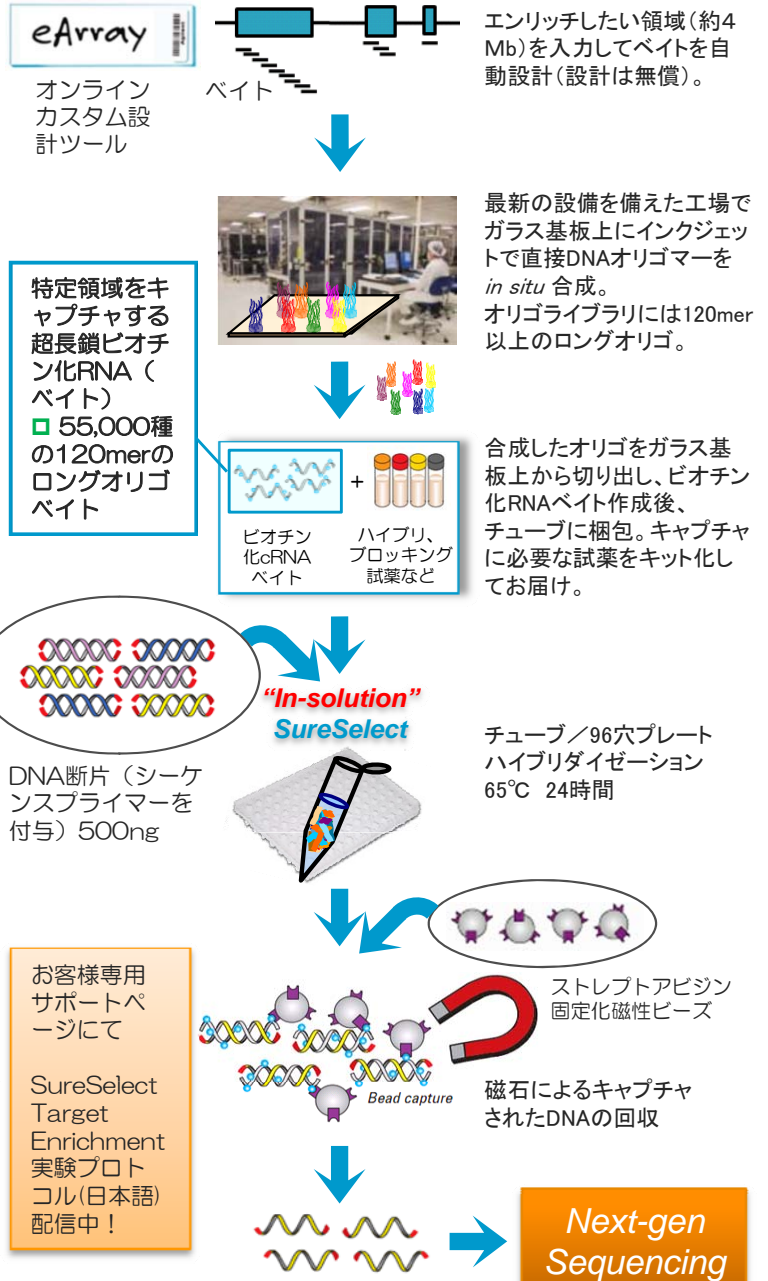 eArray
オンライン
カスタム設
計ツール
ベイト
エンリッチしたい領域（約4
Mb）を入力してベイトを自
動設計（設計は無償）。
最新の設備を備えた工場で
ガラス基板上にインクジェッ
トで直接DNAオリゴマーを
in situ 合成。
オリゴライブラリには120mer
以上のロングオリゴ。
特定領域をキ
ャプチャする
超長鎖ビオチ
ン化RNA（
ベイト）
55,000種
の120merの
ロングオリゴ
ベイト
+
ビオチン
化cRNA
ベイト
ハイブリ、
ブロッキング
試薬など
合成したオリゴをガラス基
板上から切り出し、ビオチン
化RNAベイト作成後、
チューブに梱包。キャプチャ
に必要な試薬をキット化し
てお届け。
DNA断片（シーケ
ンスプライマーを
付与）500ng
“In-solution”
SureSelect
チューブ／96穴プレート
ハイブリダイゼーション
65℃ 24時間
ストレプトアビジン
固定化磁性ビーズ
Bead capture
磁石によるキャプチャ
されたDNAの回収
お客様専用
サポートペ
ージにて
SureSelect
Target
Enrichment
実験プロト
コル(日本語)
配信中！
Next-gen
Sequencing